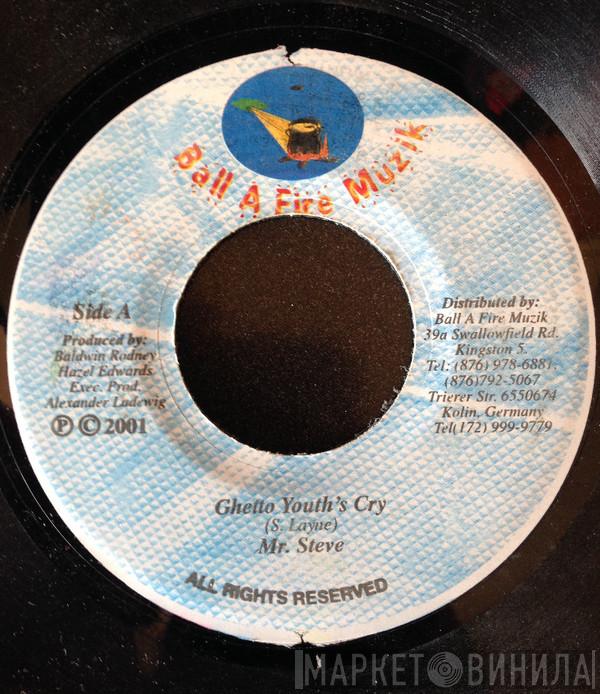 Ball A Fire Muzik
Side A
Produced by:
Baldwin Rodney
Hazel Edwards
Exec. Prod.
Alexander Ladewig
Ⓟ © 2001
Distributed by:
Ball A Fire Muzik
39a Swallowfield Rd.
Kingston 5.
Tel: (876) 978-6881,
(876)792-5067
Trierer Str. 6550674
Koln, Germany
Tel(172) 999-9779
Ghetto Youth's Cry
(S. Layne)
Mr. Steve
ALL RIGHTS RESERVED
МАРКЕТ ВИНИЛА